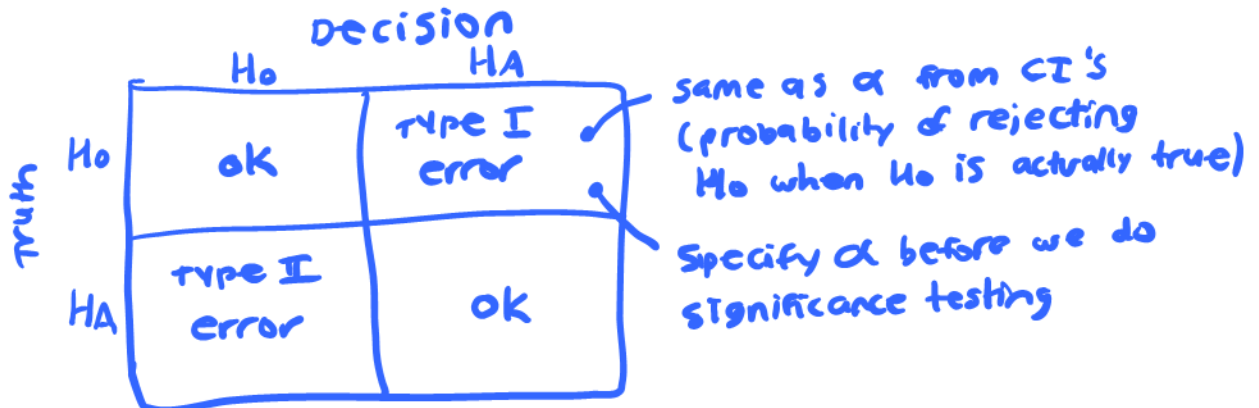 Decision
Ho HA
Truth
Ho
OK
Type I
error
same as α from CI's
(probability of rejecting
Ho when Ho is actually true)
Specify α before we do
significance testing
HA
Type II
error
OK